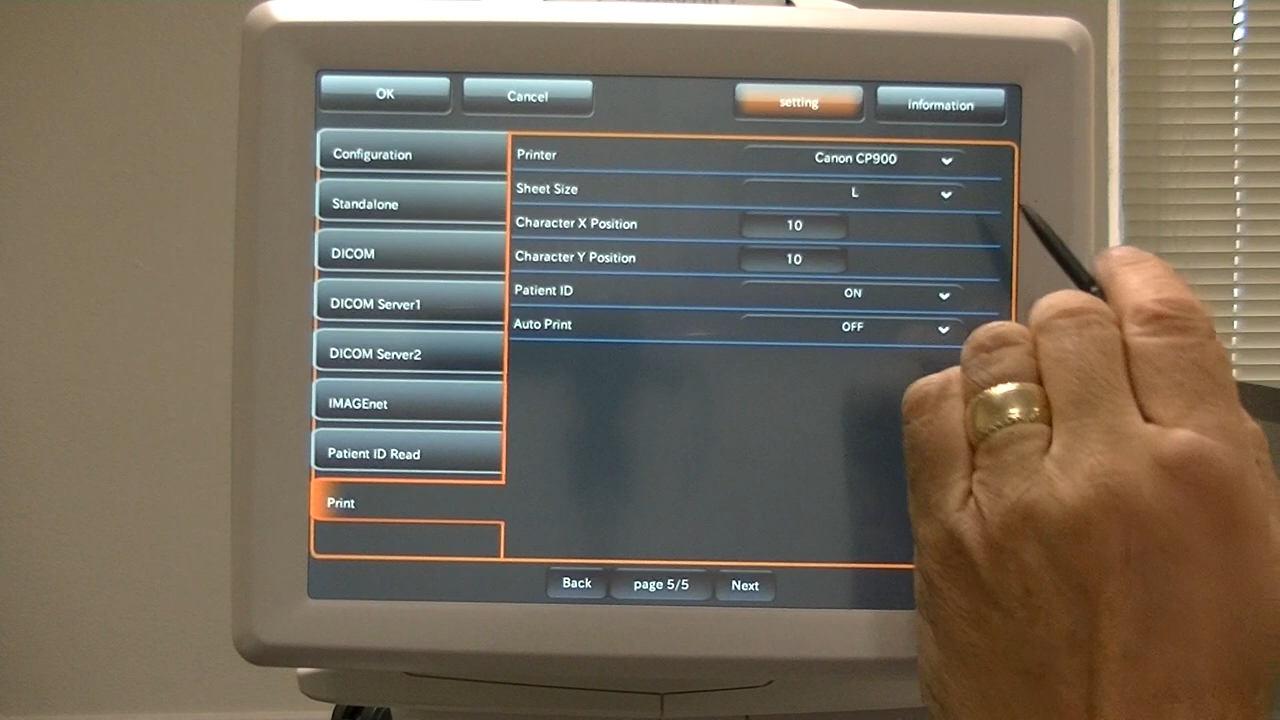 OK
Cancel
setting
information
Configuration
Standalone
DICOM
DICOM Server1
DICOM Server2
IMAGEnet
Patient ID Read
Print
Printer Canon CP900
Sheet Size L
Character X Position 10
Character Y Position 10
Patient ID ON
Auto Print OFF
Back page 5/5 Next